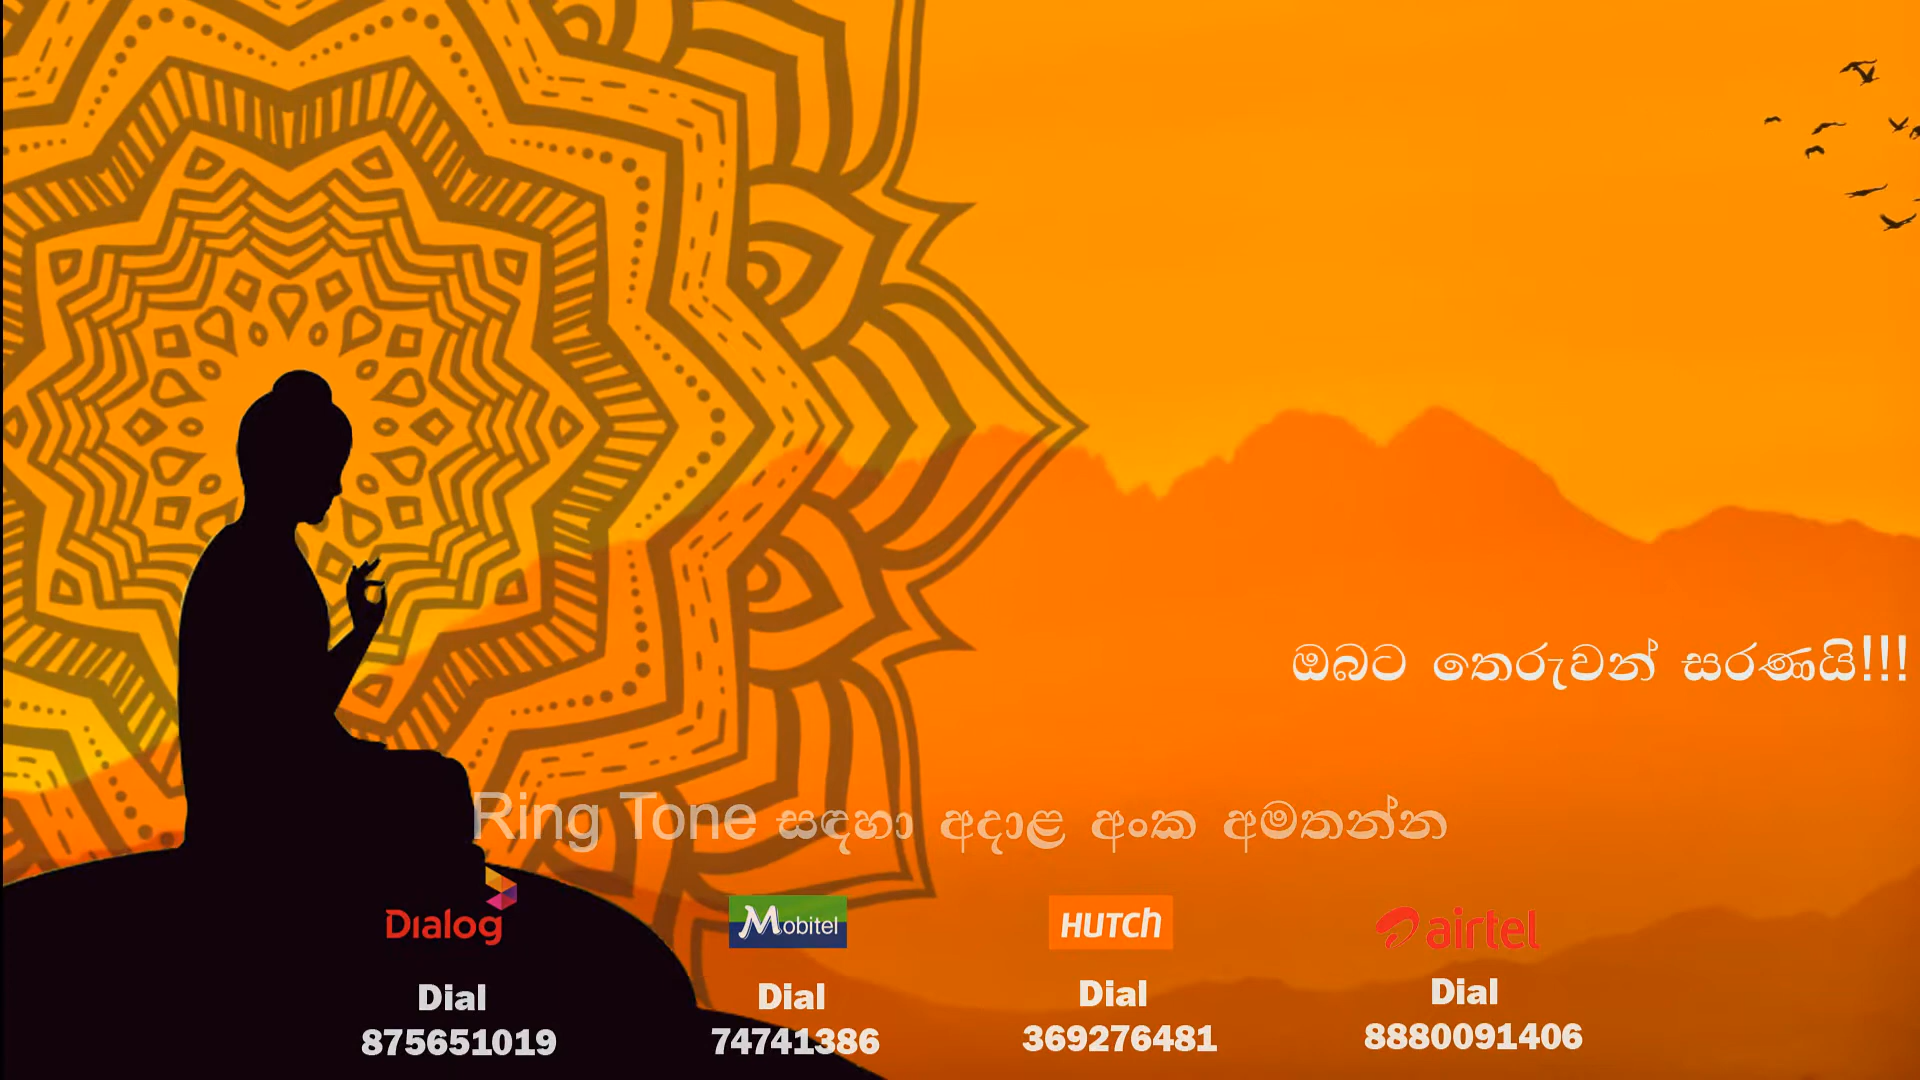 ඔබට තෙරුවන් සරණයි!!!
Ring Tone සඳහා අදාළ අංක අමතන්න
Dialog
Mobitel
HUTCH
airtel
Dial
875651019
Dial
74741386
Dial
369276481
Dial
8880091406